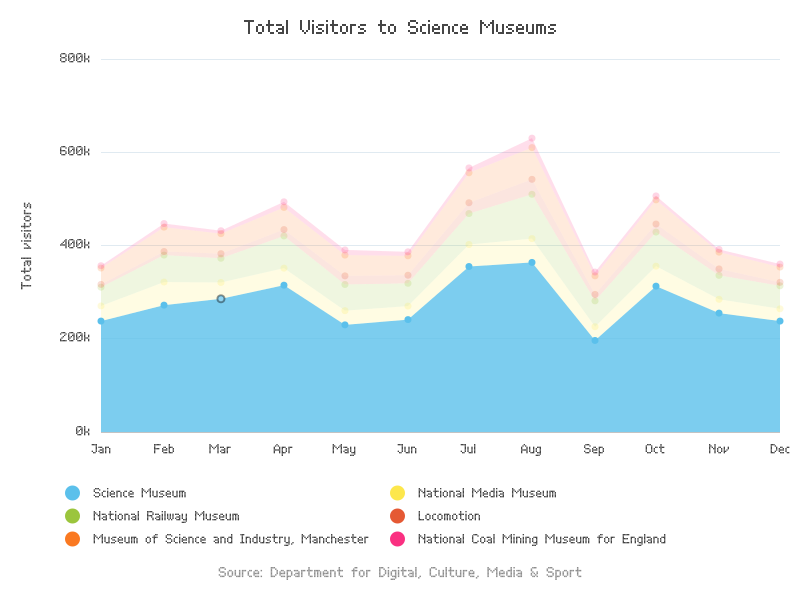 Total Visitors to Science Museums
800k
600k
400k
200k
0k
Total visitors
Jan Feb Mar Apr May Jun Jul Aug Sep Oct Nov Dec
Science Museum
National Media Museum
National Railway Museum
Locomotion
Museum of Science and Industry, Manchester
National Coal Mining Museum for England
Source: Department for Digital, Culture, Media & Sport